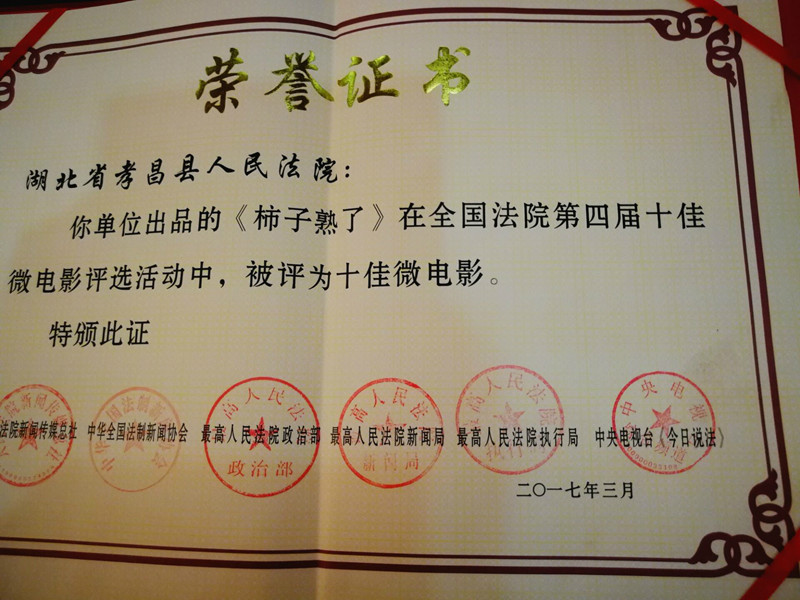 荣誉证书
湖北省孝昌县人民法院：
你单位出品的《柿子熟了》在全国法院第四届十佳
微电影评选活动中，被评为十佳微电影。
特颁此证
法院新闻传媒总社 中华全国法制新闻协会 最高人民法院政治部 最高人民法院新闻局 最高人民法院执行局 中央电视台《今日说法》
政治部 新闻局
二〇一七年三月